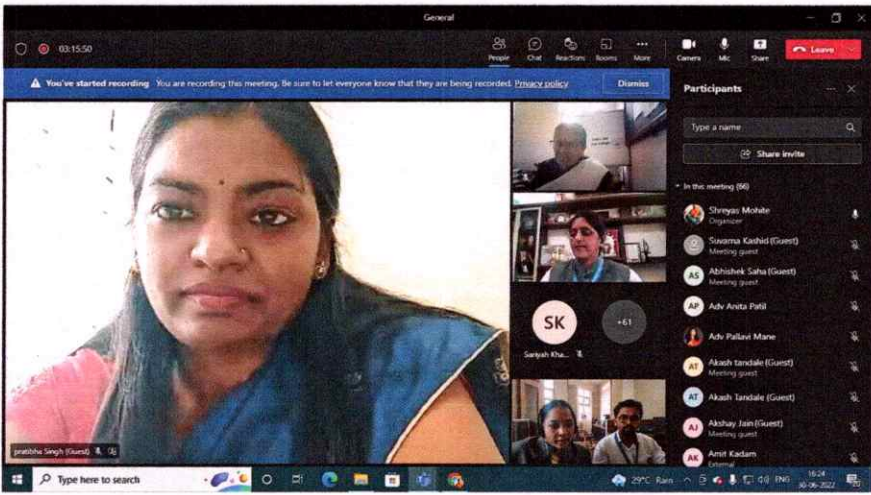 General
03:15:50
People
Chat
Reactions
Rooms
More
Camera
Mic
Share
Leave
You've started recording You are recording this meeting. Be sure to let everyone know that they are being recorded. Privacy policy
Dismiss
Participants
Type a name
Share invite
In this meeting (66)
Shreyas Mohite
Organizer
Suvarna Kashid (Guest)
Meeting guest
AS
Abhishek Saha (Guest)
Meeting guest
AP
Adv Anita Patil
Adv Pallavi Mane
AT
Akash tandale (Guest)
Meeting guest
AT
Akash Tandale (Guest)
AJ
Akshay Jain (Guest)
Meeting guest
AK
Amit Kadam
External
SK
+61
Sariyah Kha...
pratibha Singh (Guest)
Type here to search
29°C Rain
ENG
16:24
30-06-2022